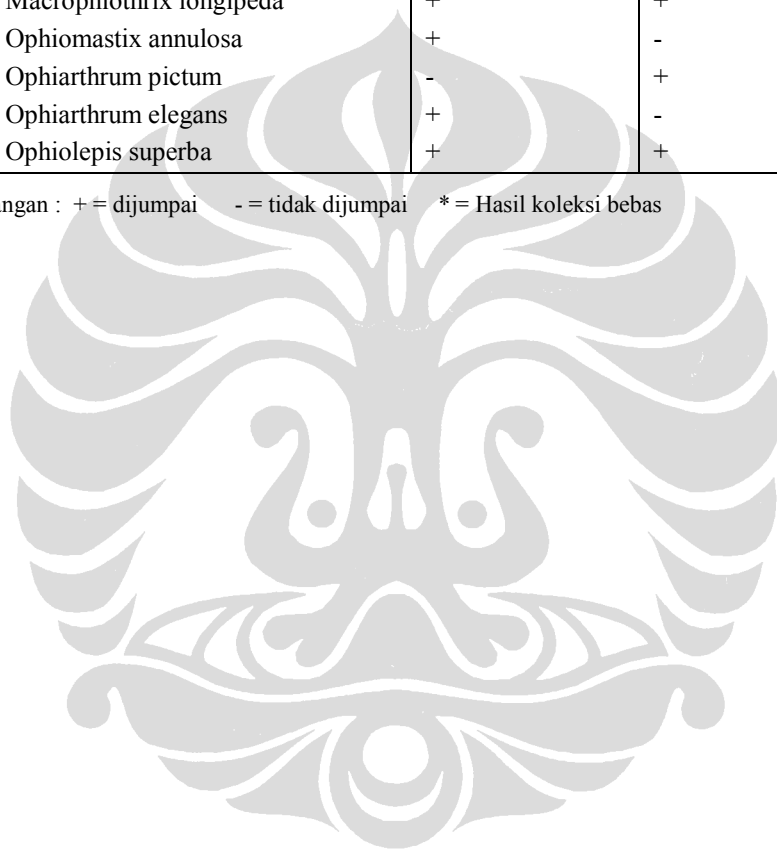 Macrophiothrix longipeda + +
Ophiomastix annulosa + -
Ophiarthrum pictum - +
Ophiarthrum elegans + -
Ophiolepis superba + +
angan : + = dijumpai - = tidak dijumpai * = Hasil koleksi bebas